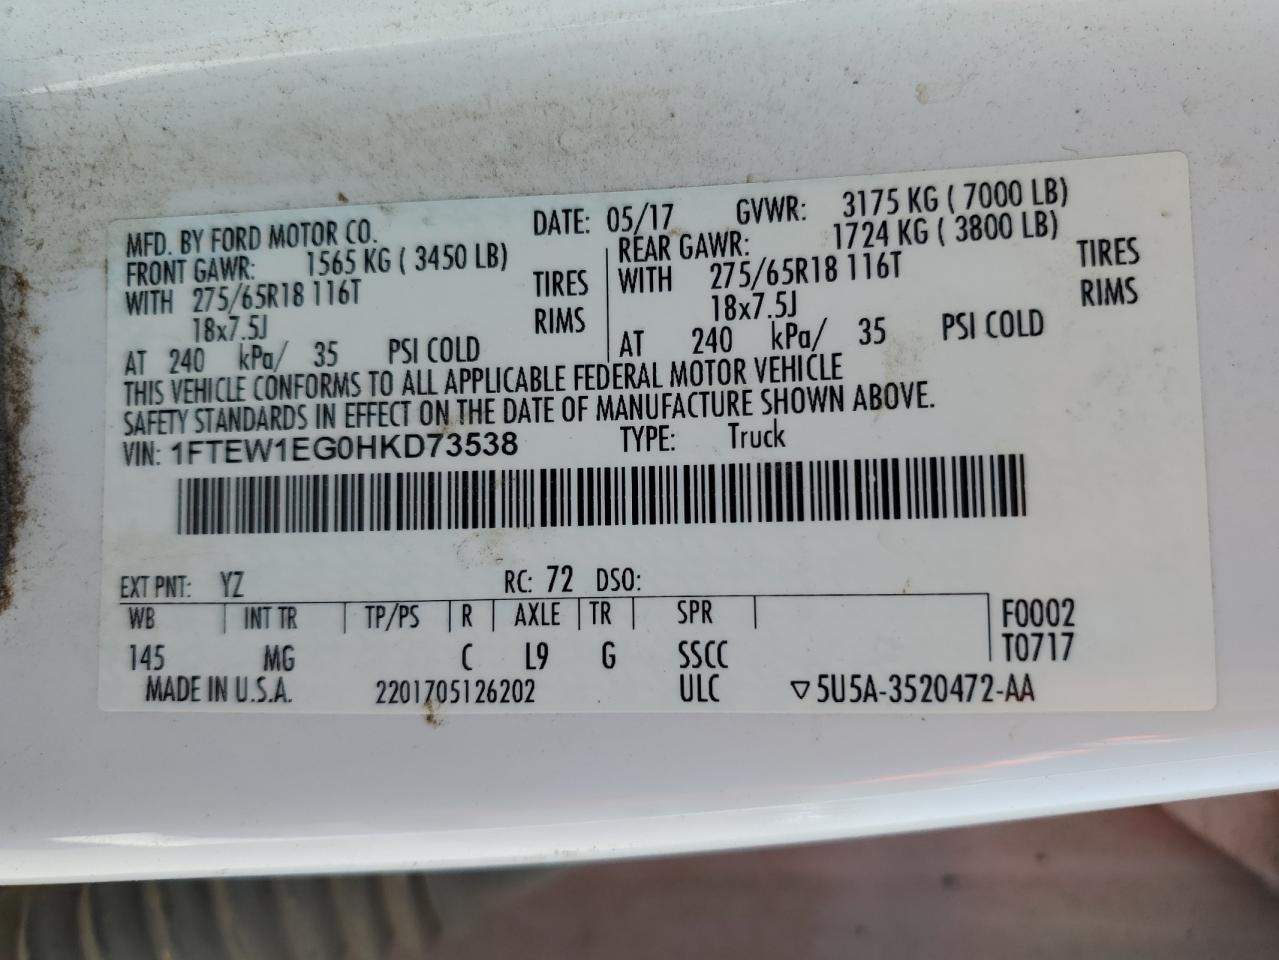 MFD. BY FORD MOTOR CO. DATE: 05/17 GVWR: 3175 KG ( 7000 LB)
FRONT GAWR: 1565 KG ( 3450 LB) REAR GAWR: 1724 KG ( 3800 LB)
WITH 275/65R18 116T TIRES WITH 275/65R18 116T TIRES
18x7.5J RIMS 18x7.5J RIMS
AT 240 kPa/ 35 PSI COLD AT 240 kPa/ 35 PSI COLD
THIS VEHICLE CONFORMS TO ALL APPLICABLE FEDERAL MOTOR VEHICLE
SAFETY STANDARDS IN EFFECT ON THE DATE OF MANUFACTURE SHOWN ABOVE.
VIN: 1FTEW1EG0HKD73538 TYPE: Truck
EXT PNT: YZ RC: 72 DSO:
WB INT TR TP/PS R AXLE TR SPR F0002
145 MG C L9 G SSCC T0717
MADE IN U.S.A. 2201705126202 ULC ▽5U5A-3520472-AA